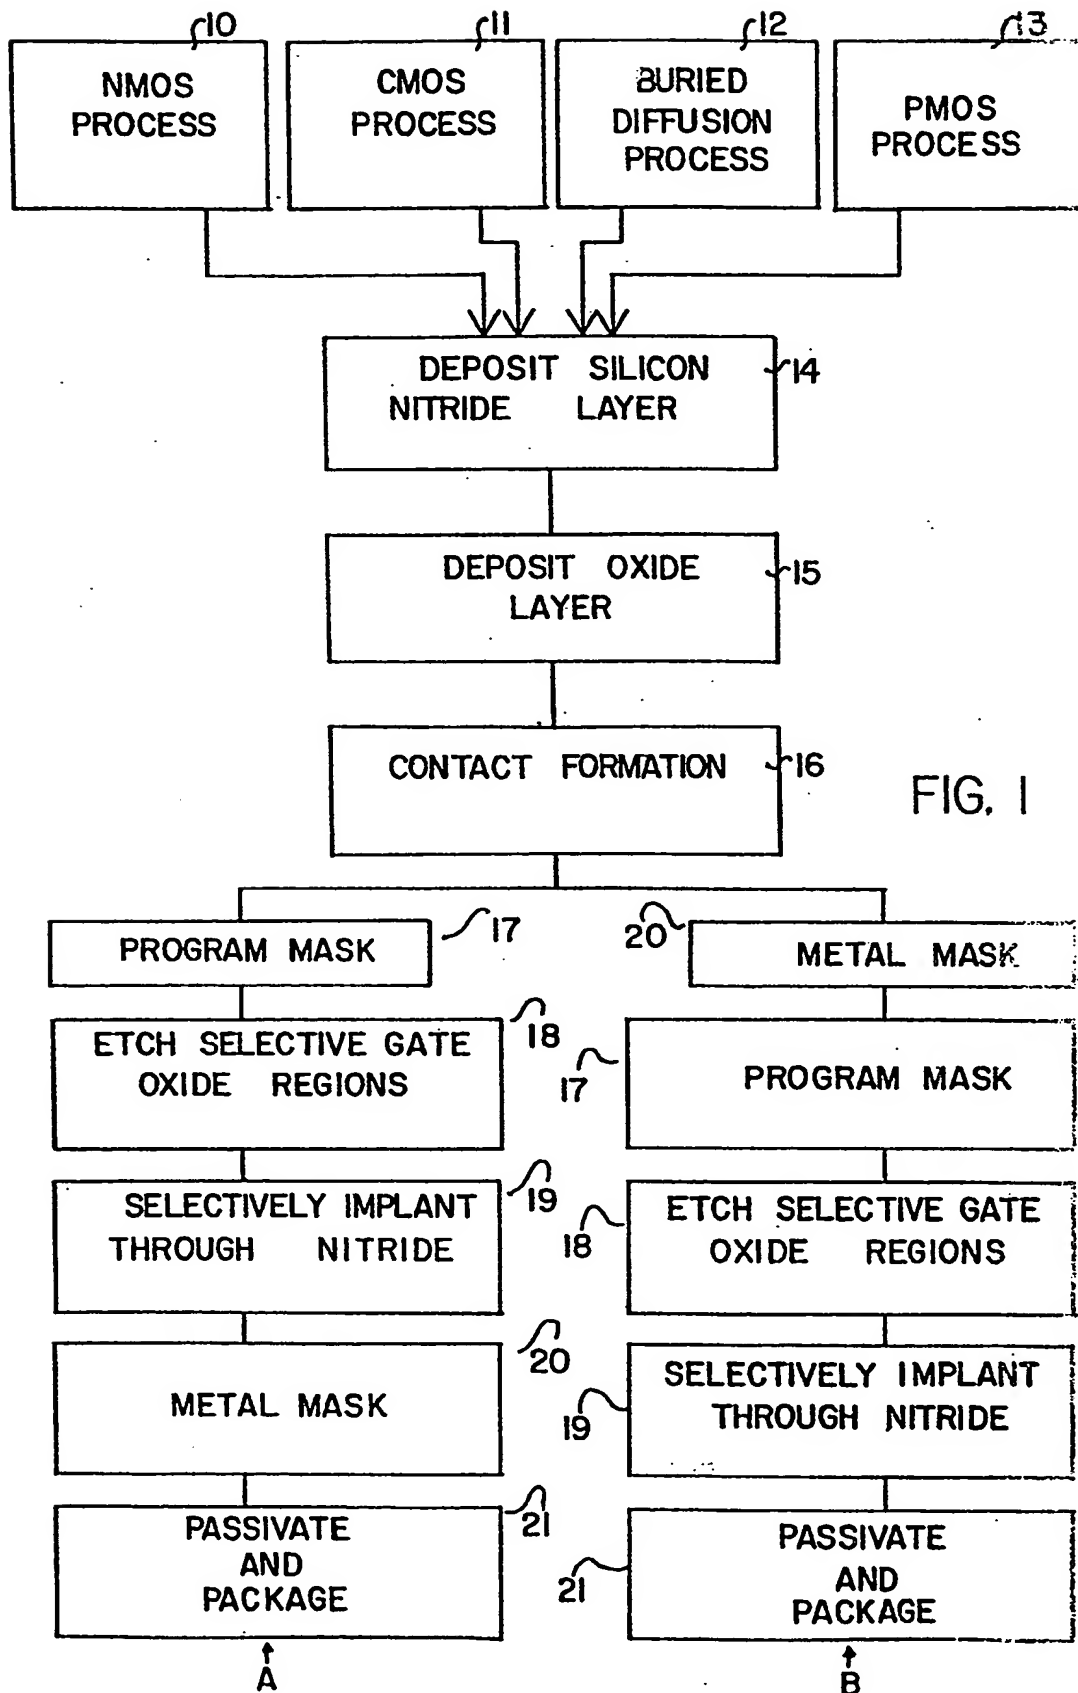 10
11
12
13
NMOS
PROCESS
CMOS
PROCESS
BURIED
DIFFUSION
PROCESS
PMOS
PROCESS
DEPOSIT SILICON
NITRIDE LAYER
14
DEPOSIT OXIDE
LAYER
15
CONTACT FORMATION
16
FIG. 1
PROGRAM MASK
17
ETCH SELECTIVE GATE
OXIDE REGIONS
18
SELECTIVELY IMPLANT
THROUGH NITRIDE
19
METAL MASK
20
PASSIVATE
AND
PACKAGE
21
A
20
METAL MASK
17
PROGRAM MASK
18
ETCH SELECTIVE GATE
OXIDE REGIONS
19
SELECTIVELY IMPLANT
THROUGH NITRIDE
21
PASSIVATE
AND
PACKAGE
B